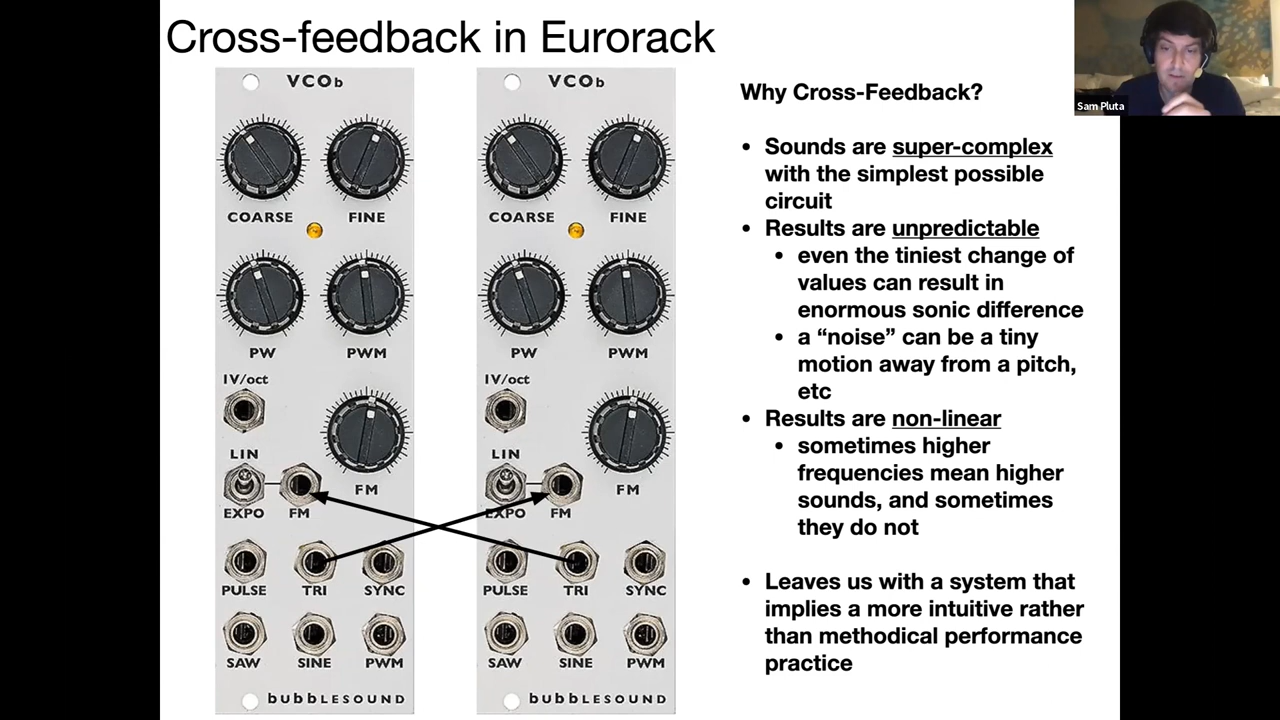 Cross-feedback in Eurorack
Sam Pluta
VCOb
COARSE FINE
PW PWM
1V/oct
LIN
FM
EXPO FM
PULSE TRI SYNC
SAW SINE PWM
bubbLESOUND
VCOb
COARSE FINE
PW PWM
1V/oct
LIN
FM
EXPO FM
PULSE TRI SYNC
SAW SINE PWM
bubbLESOUND
Why Cross-Feedback?
• Sounds are super-complex
with the simplest possible
circuit
• Results are unpredictable
• even the tiniest change of
values can result in
enormous sonic difference
• a “noise” can be a tiny
motion away from a pitch,
etc
• Results are non-linear
• sometimes higher
frequencies mean higher
sounds, and sometimes
they do not
• Leaves us with a system that
implies a more intuitive rather
than methodical performance
practice